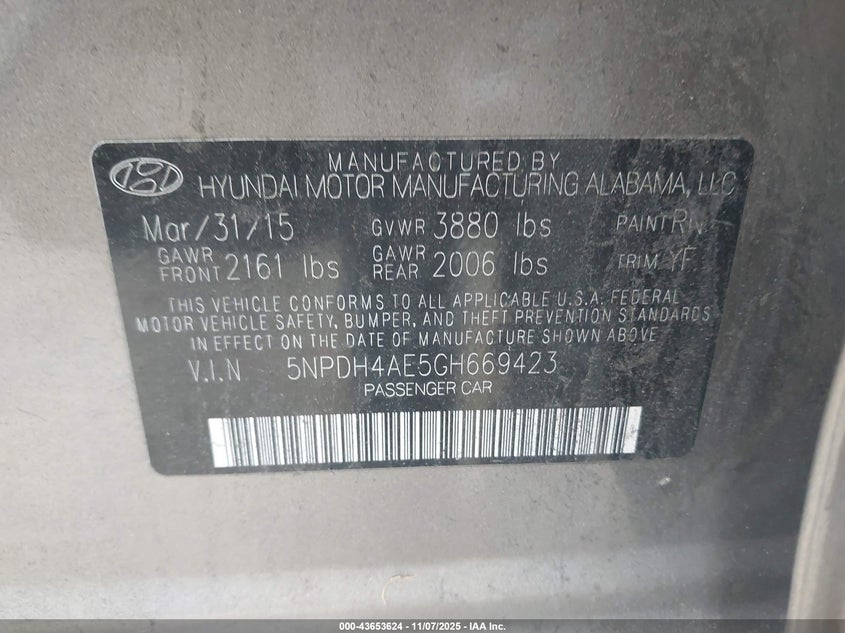 MANUFACTURED BY
HYUNDAI MOTOR MANUFACTURING ALABAMA, LLC
Mar/31/15 GVWR 3880 lbs PAINT
GAWR FRONT 2161 lbs GAWR REAR 2006 lbs TRIM YF
THIS VEHICLE CONFORMS TO ALL APPLICABLE U.S.A. FEDERAL
MOTOR VEHICLE SAFETY, BUMPER, AND THEFT PREVENTION STANDARDS
IN EFFECT ON THE DATE OF MANUFACTURE SHOWN ABOVE
V.I.N 5NPDH4AE5GH669423
PASSENGER CAR
000-43653624 | 11/07/2025 - IAA Inc.